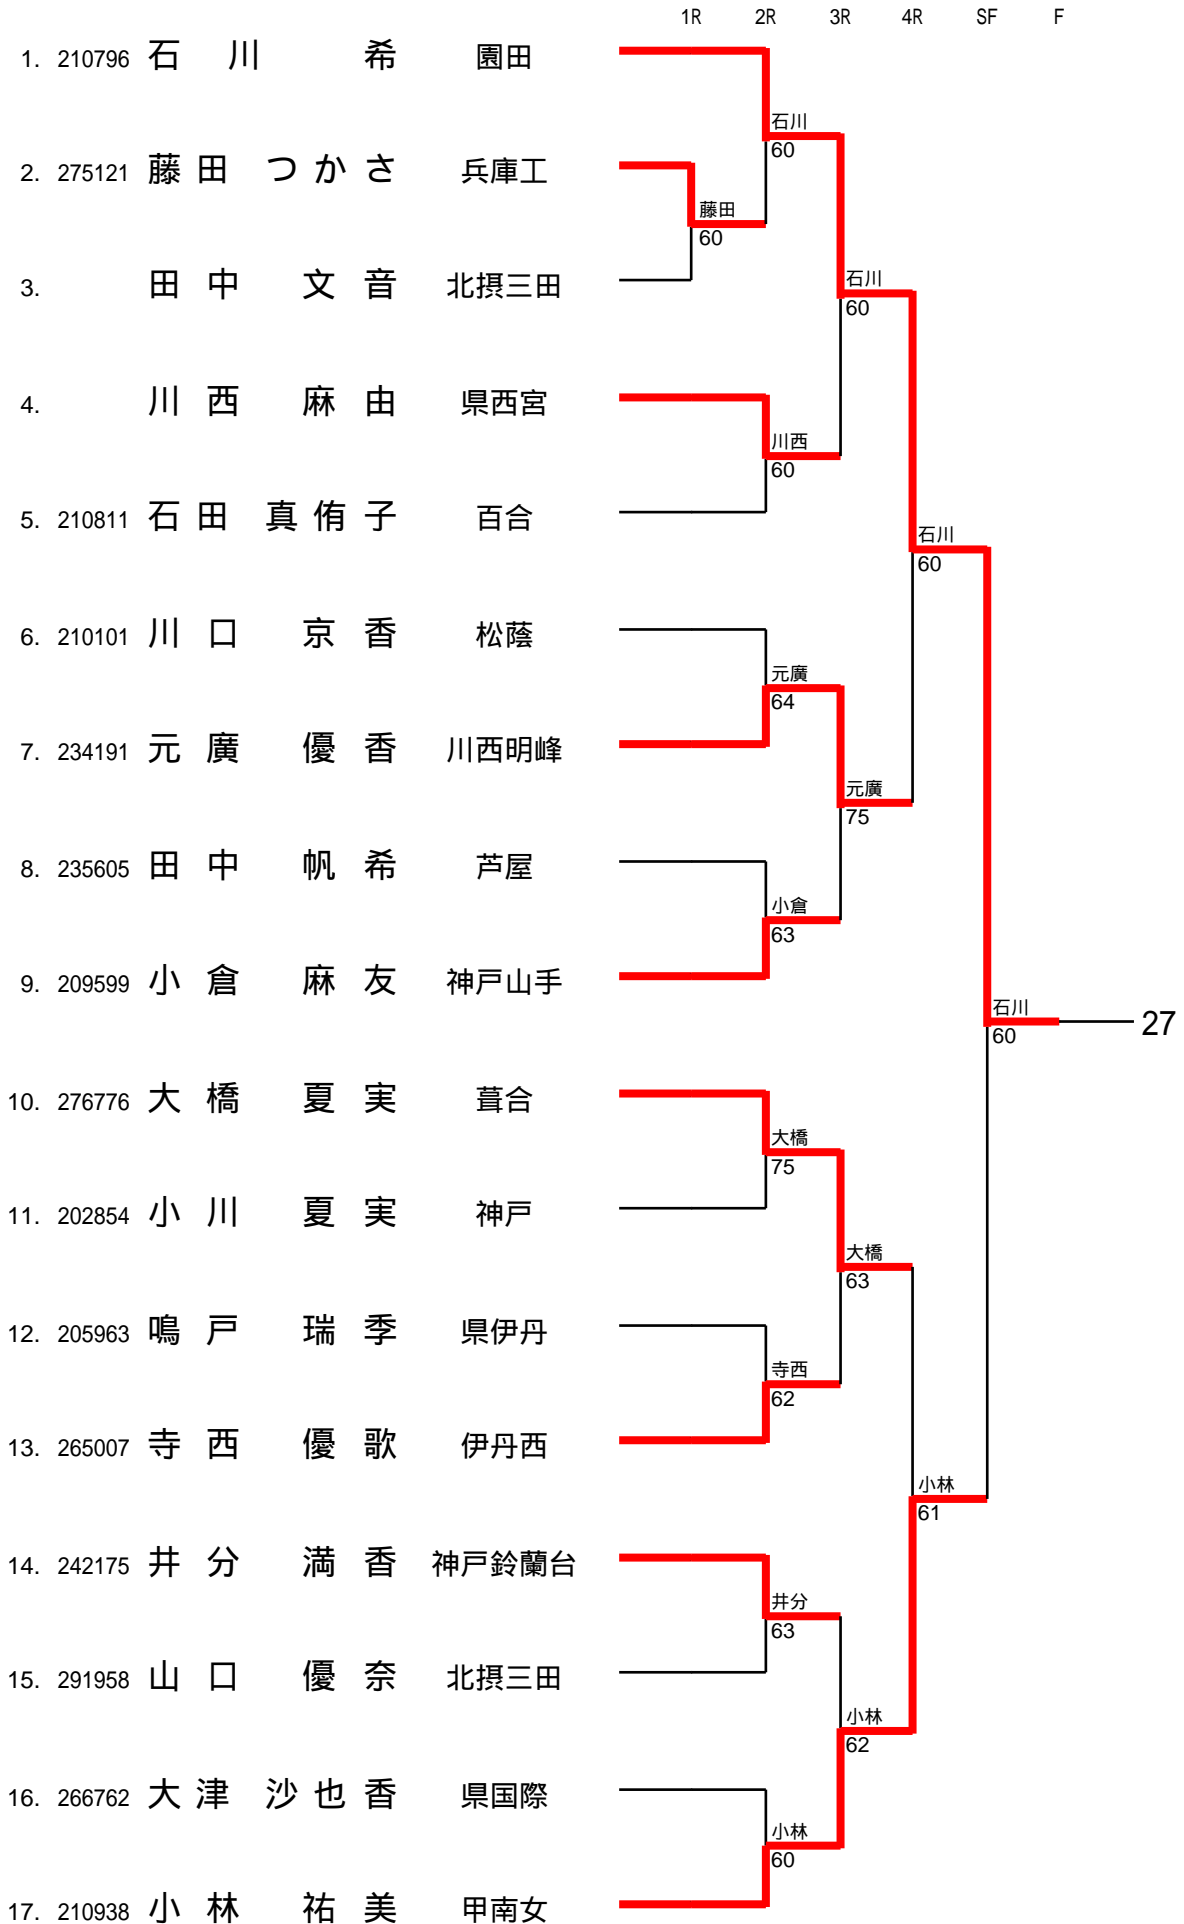 1R 2R 3R 4R SF F
1. 210796 石川 希 園田
石川
60
2. 275121 藤田 つかさ 兵庫工
藤田
60
3. 田中 文音 北摂三田
石川
60
4. 川西 麻由 県西宮
川西
60
5. 210811 石田 真侑子 百合
石川
60
6. 210101 川口 京香 松蔭
元廣
64
7. 234191 元廣 優香 川西明峰
元廣
75
8. 235605 田中 帆希 芦屋
小倉
63
9. 209599 小倉 麻友 神戸山手
石川
60
27
10. 276776 大橋 夏実 葺合
大橋
75
11. 202854 小川 夏実 神戸
大橋
63
12. 205963 鳴戸 瑞季 県伊丹
寺西
62
13. 265007 寺西 優歌 伊丹西
小林
61
14. 242175 井分 満香 神戸鈴蘭台
井分
63
15. 291958 山口 優奈 北摂三田
小林
62
16. 266762 大津 沙也香 県国際
小林
60
17. 210938 小林 祐美 甲南女